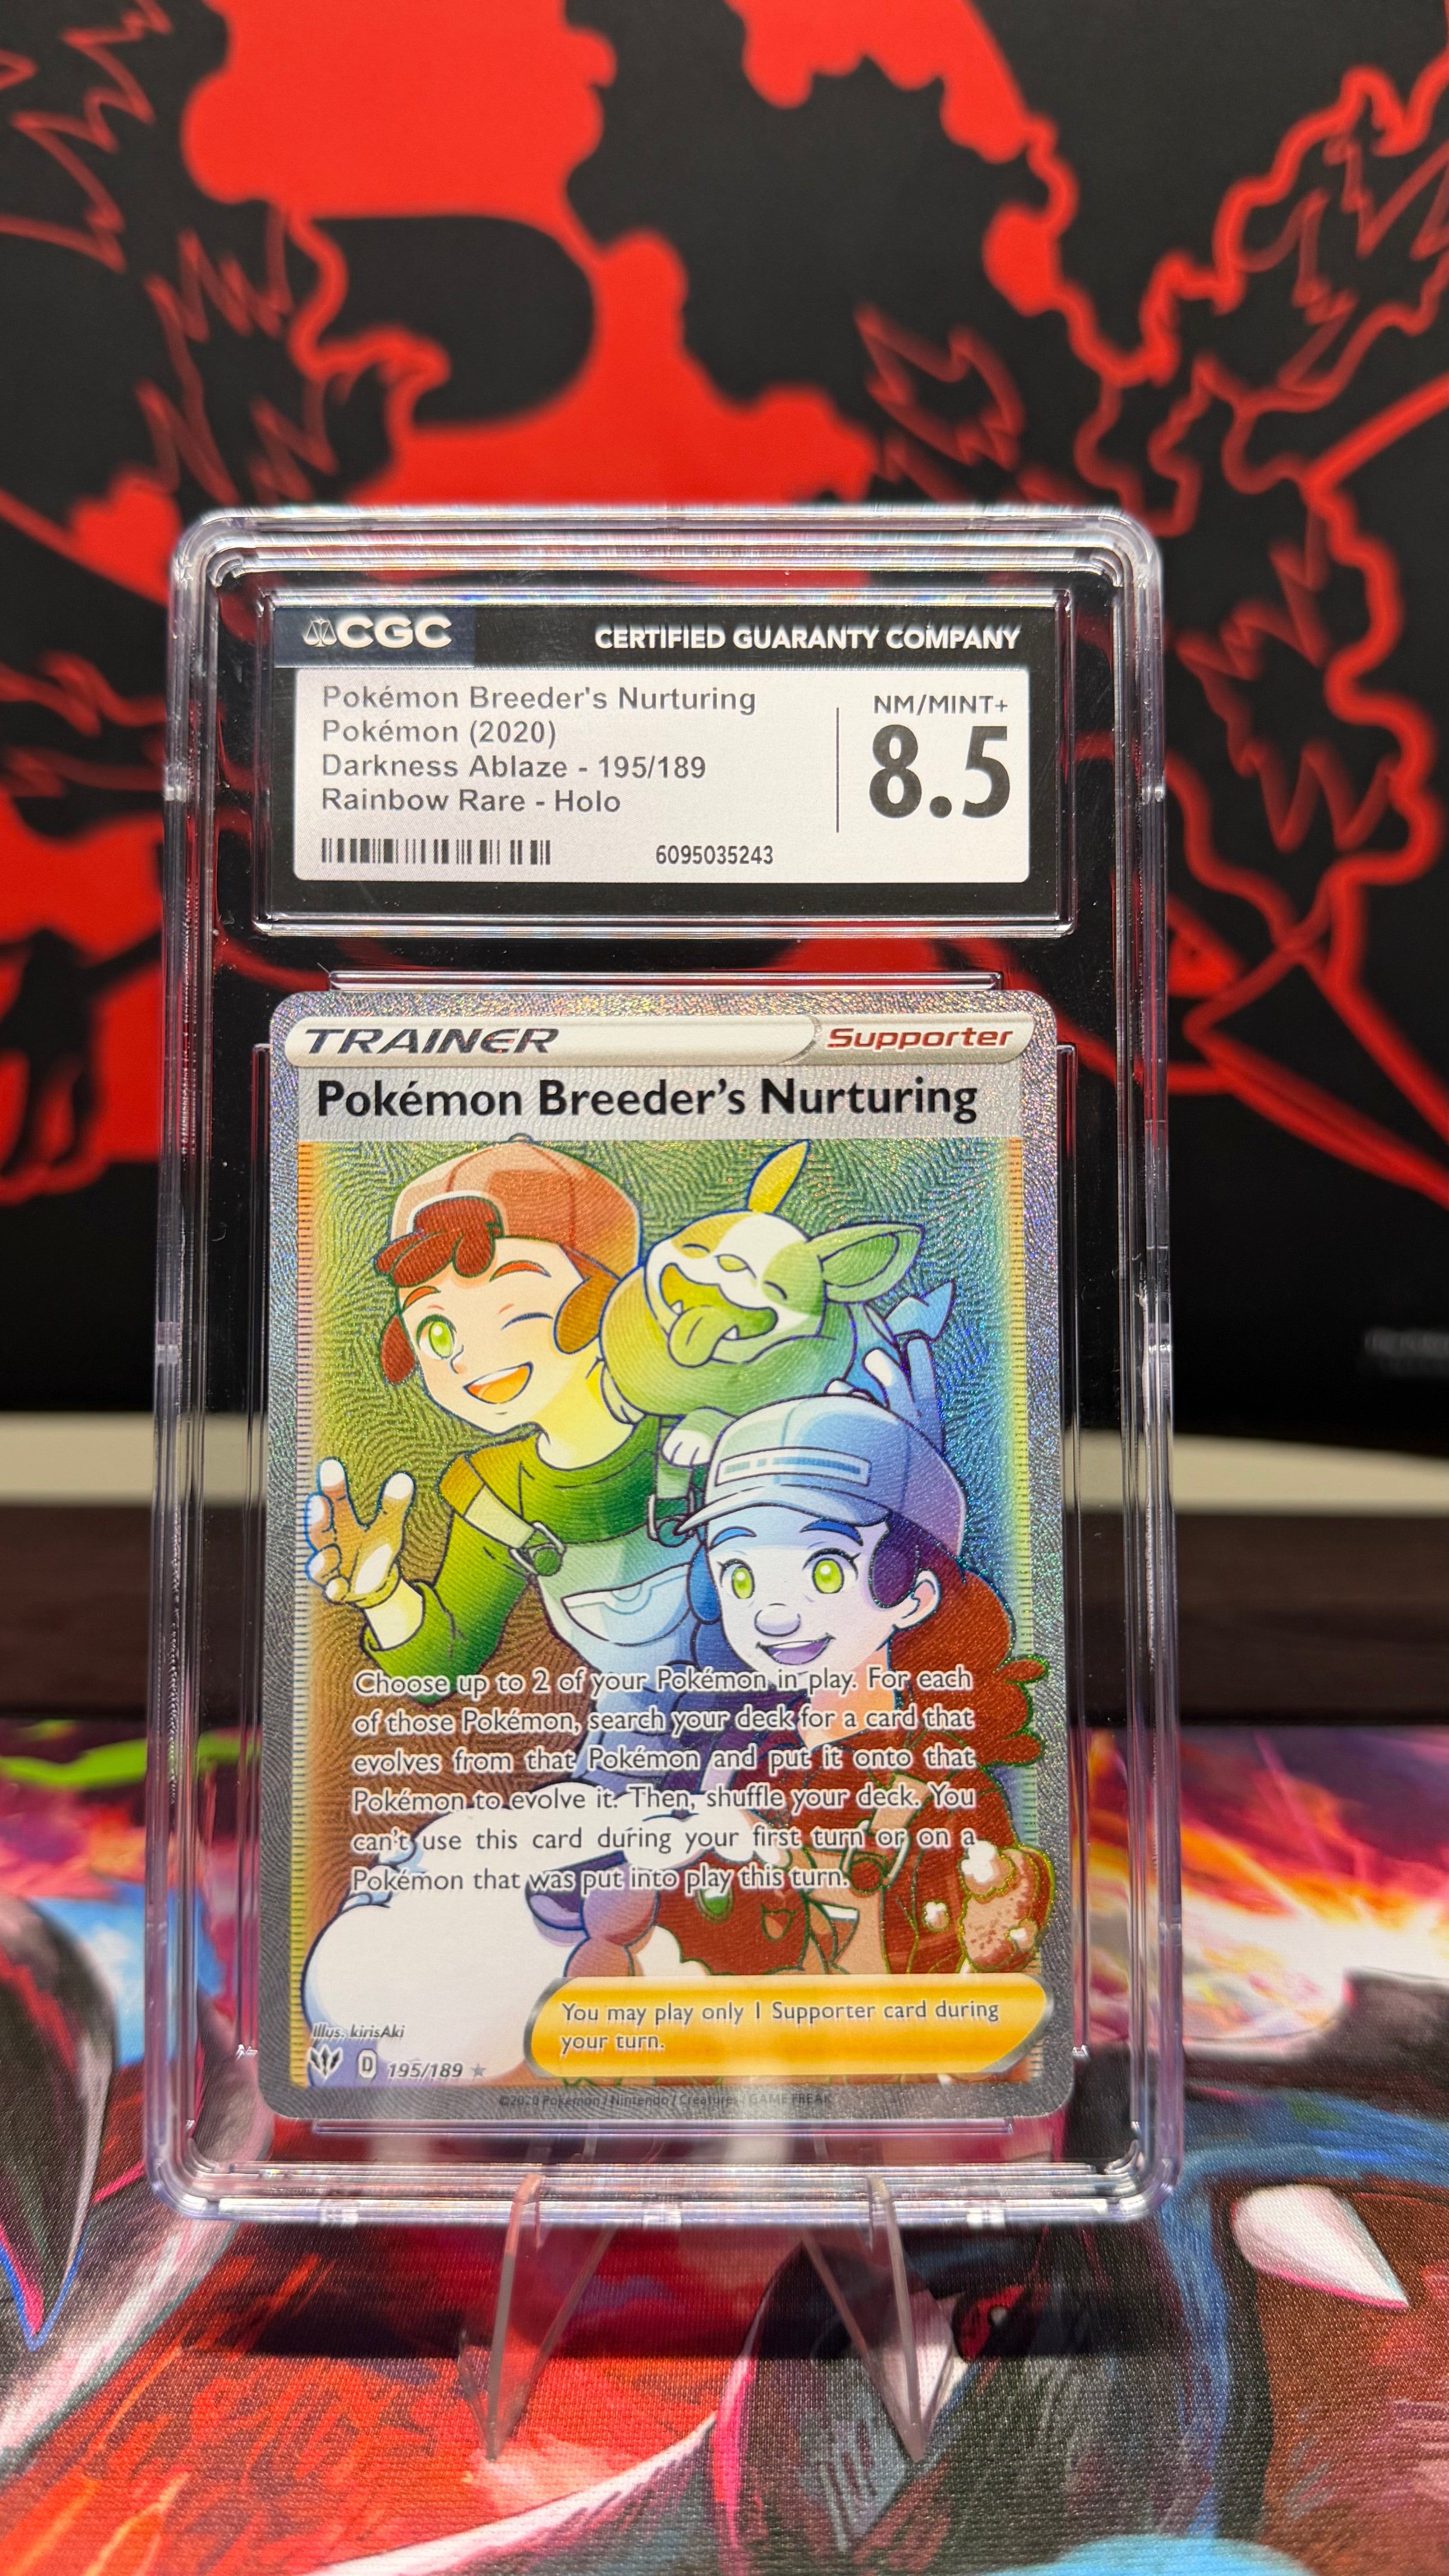 CGC
CERTIFIED GUARANTY COMPANY
Pokémon Breeder's Nurturing
Pokémon (2020)
Darkness Ablaze - 195/189
Rainbow Rare - Holo
6095035243
NM/MINT+
8.5
TRAINER
Supporter
Pokémon Breeder's Nurturing
Choose up to 2 of your Pokémon in play. For each
of those Pokémon, search your deck for a card that
evolves from that Pokémon and put it onto that
Pokémon to evolve it. Then, shuffle your deck. You
can't use this card during your first turn or on a
Pokémon that was put into play this turn.
You may play only 1 Supporter card during
your turn.
Illus. kirisAki
D 195/189
©2020 Pokémon / Nintendo / Creatures / GAME FREAK